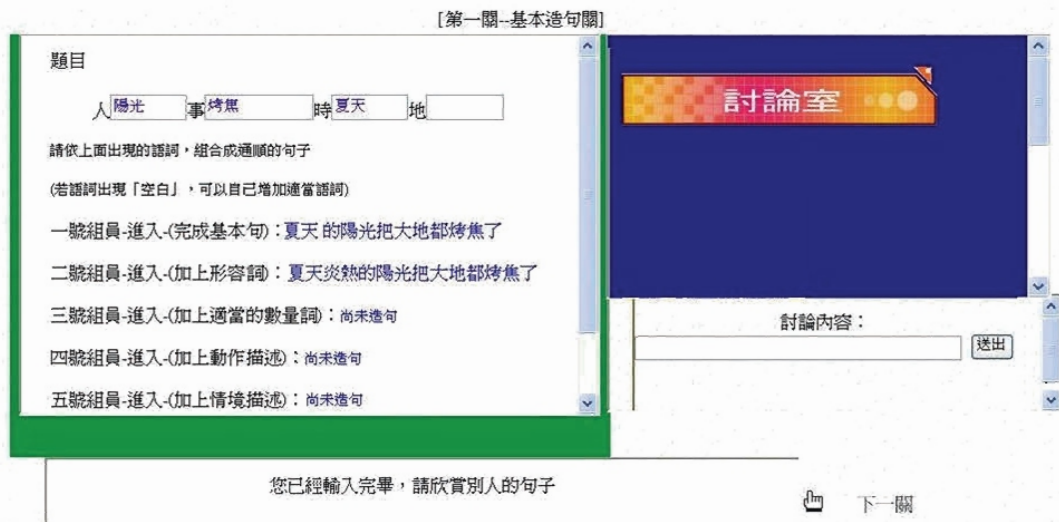 [第一關--基本造句關]
題目
人 陽光 事 烤焦 時 夏天 地
請依上面出現的語詞，組合成通順的句子
(若語詞出現「空白」，可以自己增加適當語詞)
一號組員-進入-(完成基本句)：夏天 的陽光把大地都烤焦了
二號組員-進入-(加上形容詞)：夏天炎熱的陽光把大地都烤焦了
三號組員-進入-(加上適當的數量詞)：尚未造句
四號組員-進入-(加上動作描述)：尚未造句
五號組員-進入-(加上情境描述)：尚未造句
討論室
討論內容：
送出
您已經輸入完畢，請欣賞別人的句子
下一關